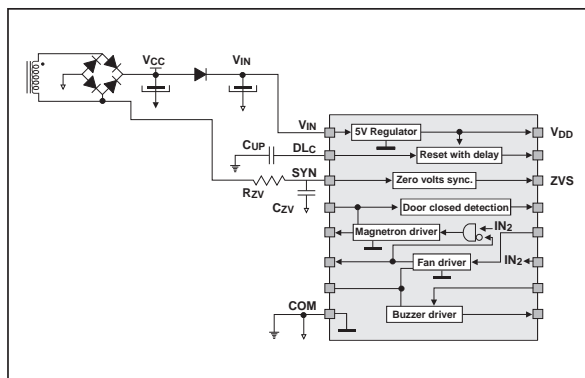 VCC
VIN
VIN
5V Regulator
VDD
CUP
DLC
Reset with delay
SYN
Zero volts sync.
ZVS
RZV
CZV
Door closed detection
Magnetron driver
IN2
Fan driver
IN2
COM
Buzzer driver